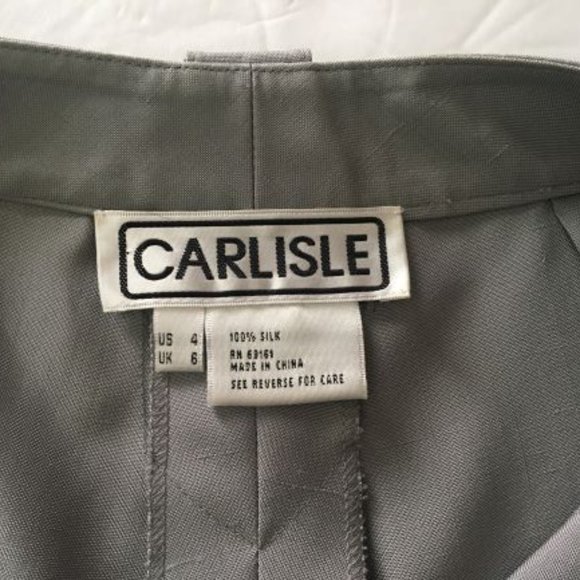 CARLISLE
US 4
UK 6
100% SILK
RN 63161
MADE IN CHINA
SEE REVERSE FOR CARE